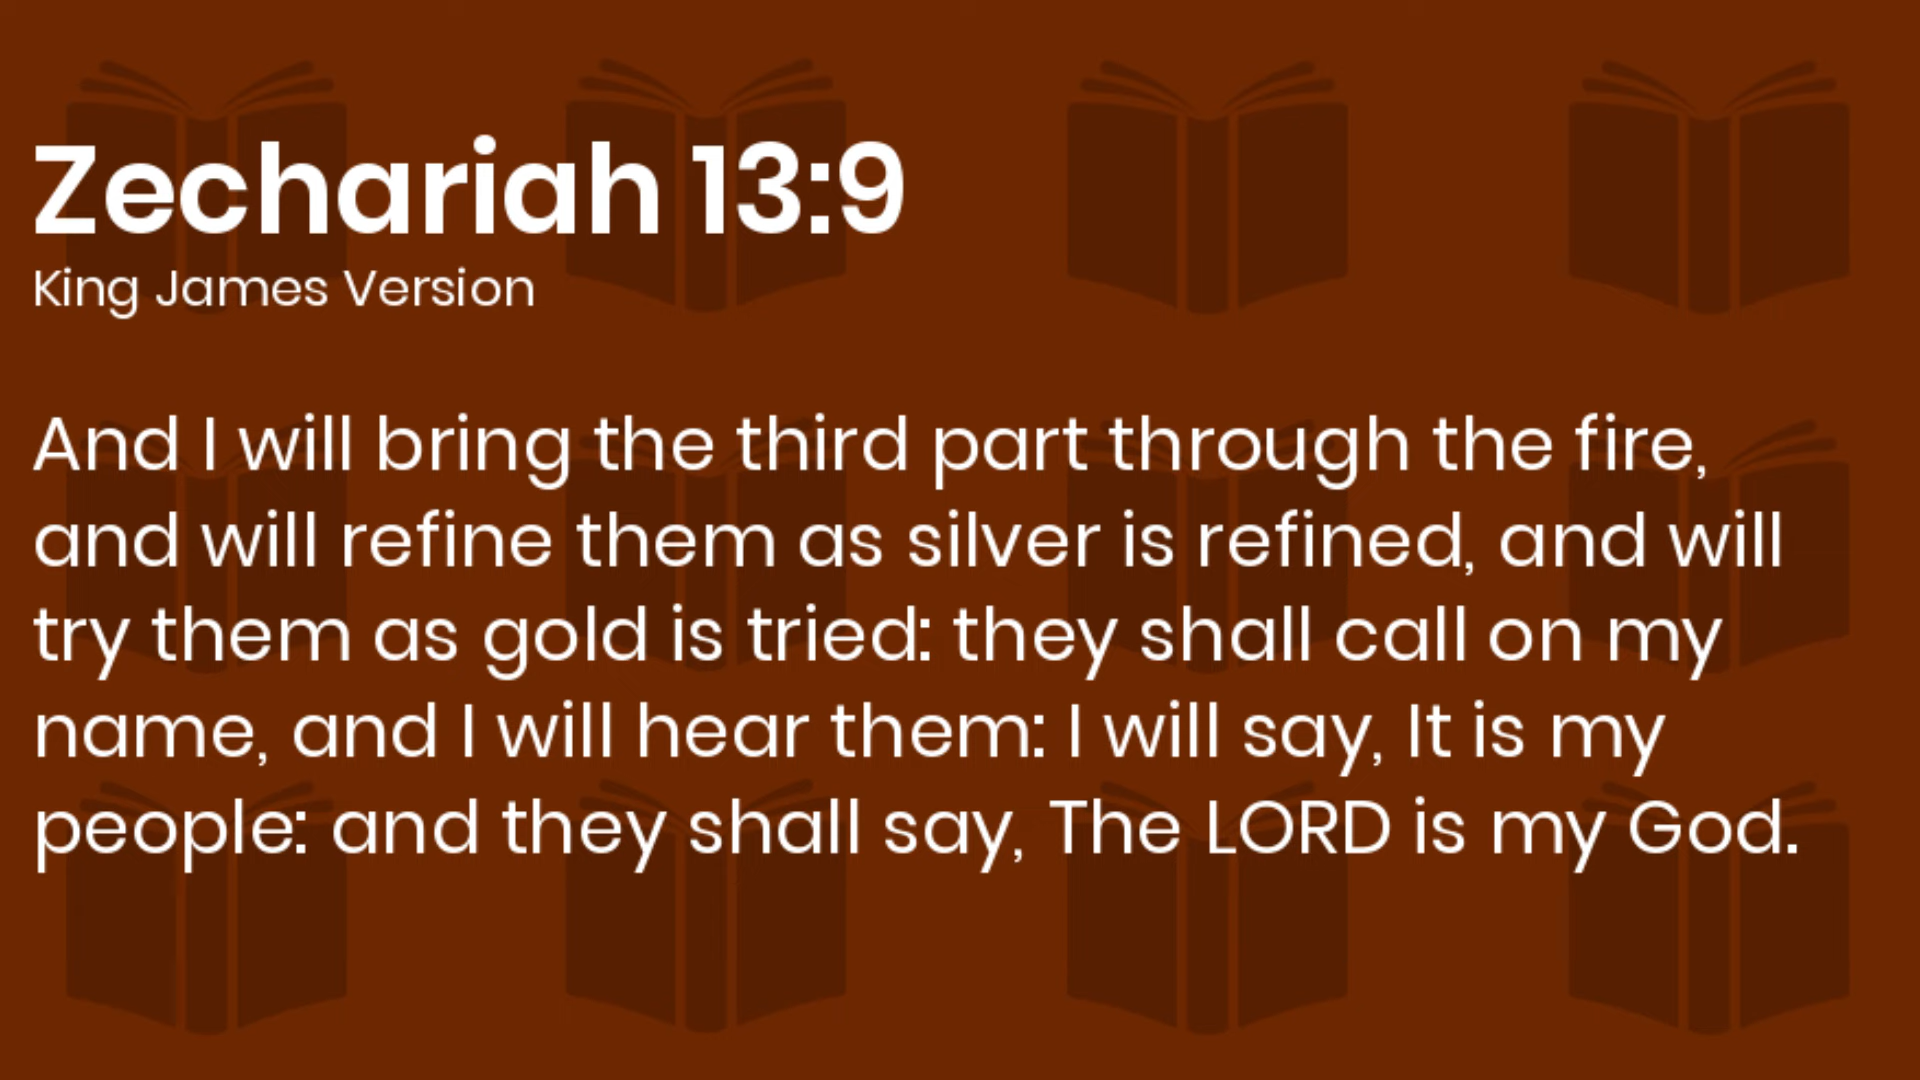 Zechariah 13:9
King James Version
And I will bring the third part through the fire,
and will refine them as silver is refined, and will
try them as gold is tried: they shall call on my
name, and I will hear them: I will say, It is my
people: and they shall say, The LORD is my God.